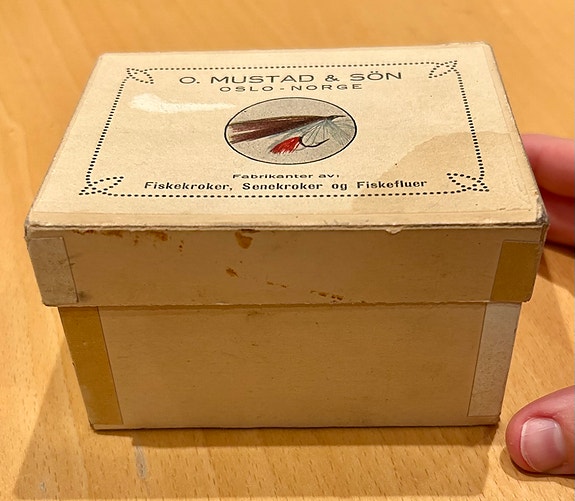 O. MUSTAD & SÖN
OSLO - NORGE
Fabrikanter av:
Fiskekroker, Senekroker og Fiskefluer